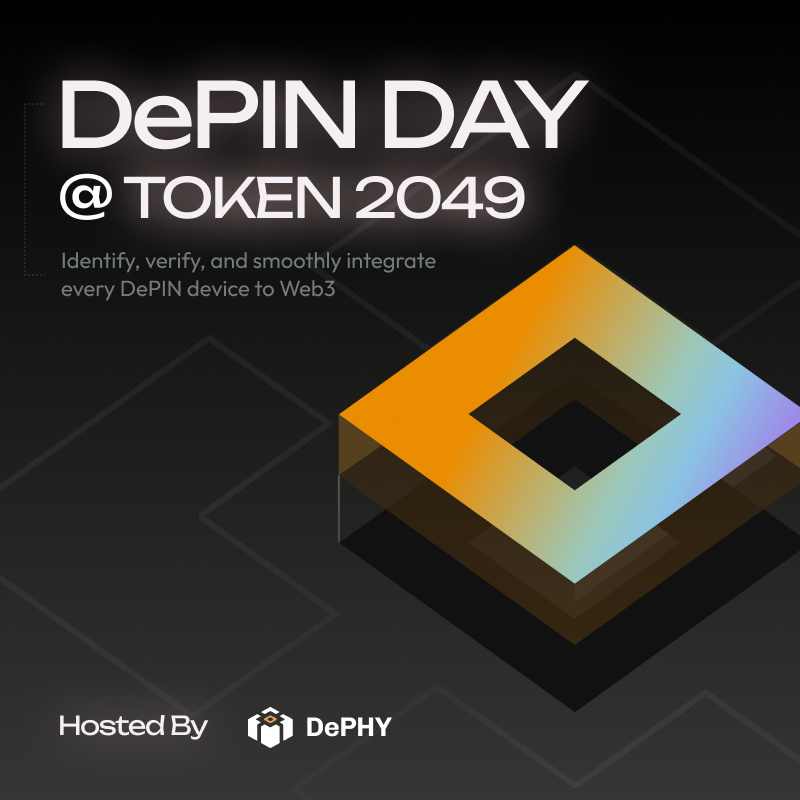 DePIN DAY
@ TOKEN 2049
Identify, verify, and smoothly integrate
every DePIN device to Web3
Hosted By DePHY